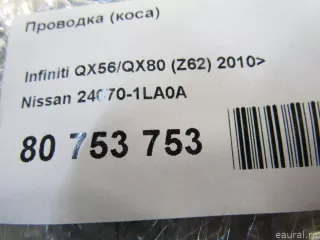 Проводка (коса)
Infiniti QX56/QX80 (Z62) 2010>
Nissan 24070-1LA0A
80 753 753
eaural.ru